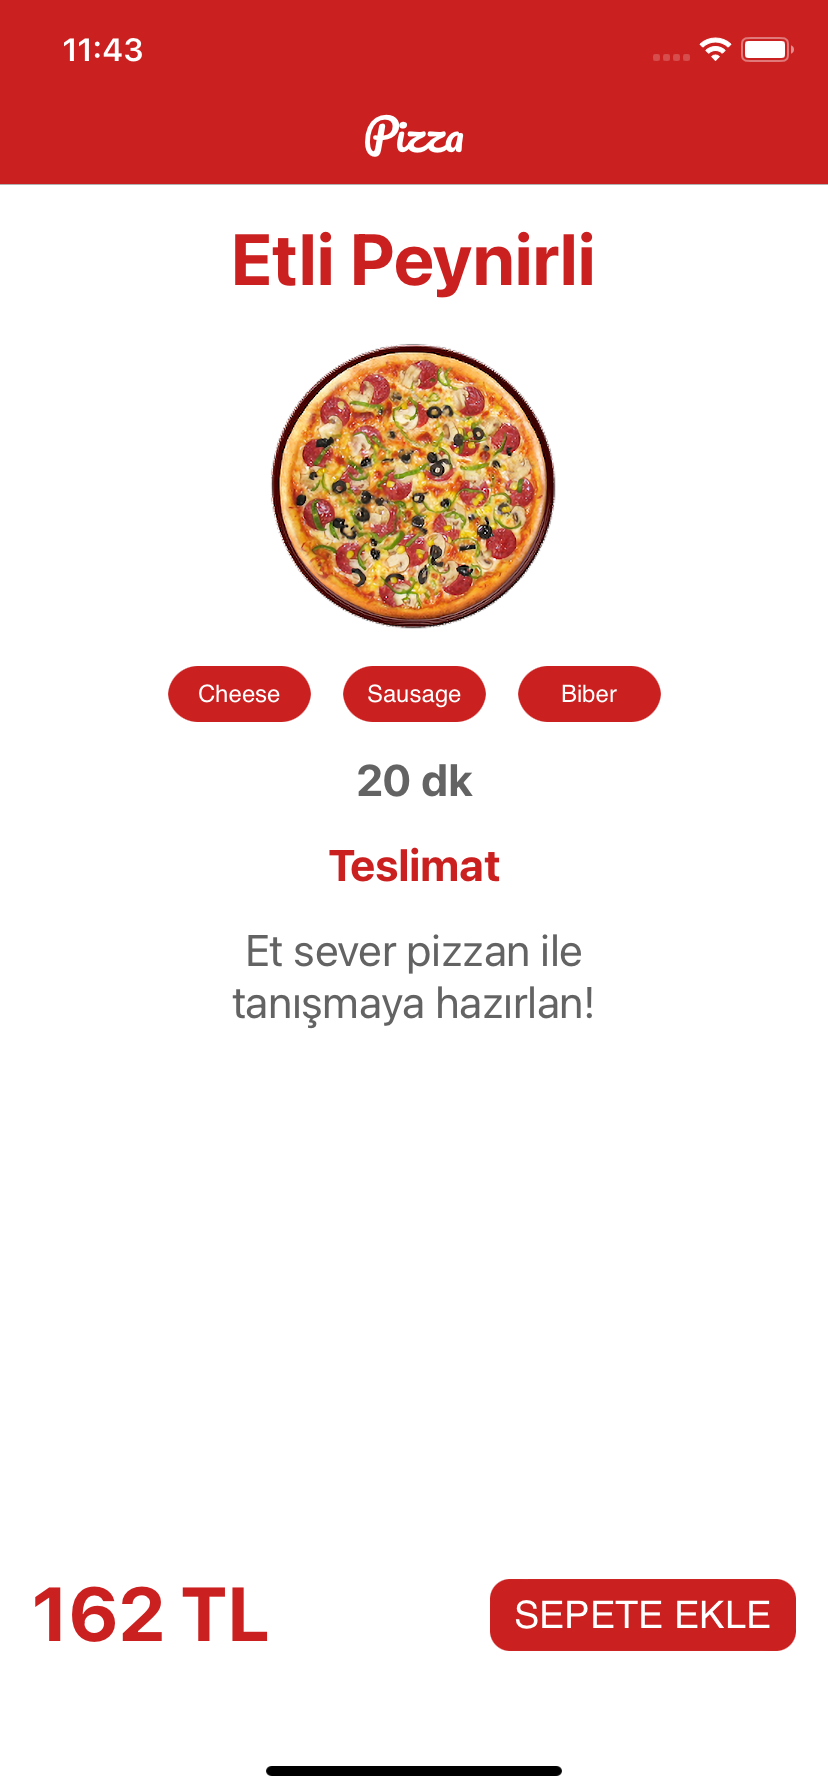 11:43
Pizza
Etli Peynirli
Cheese Sausage Biber
20 dk
Teslimat
Et sever pizzan ile
tanışmaya hazırlan!
162 TL SEPETE EKLE